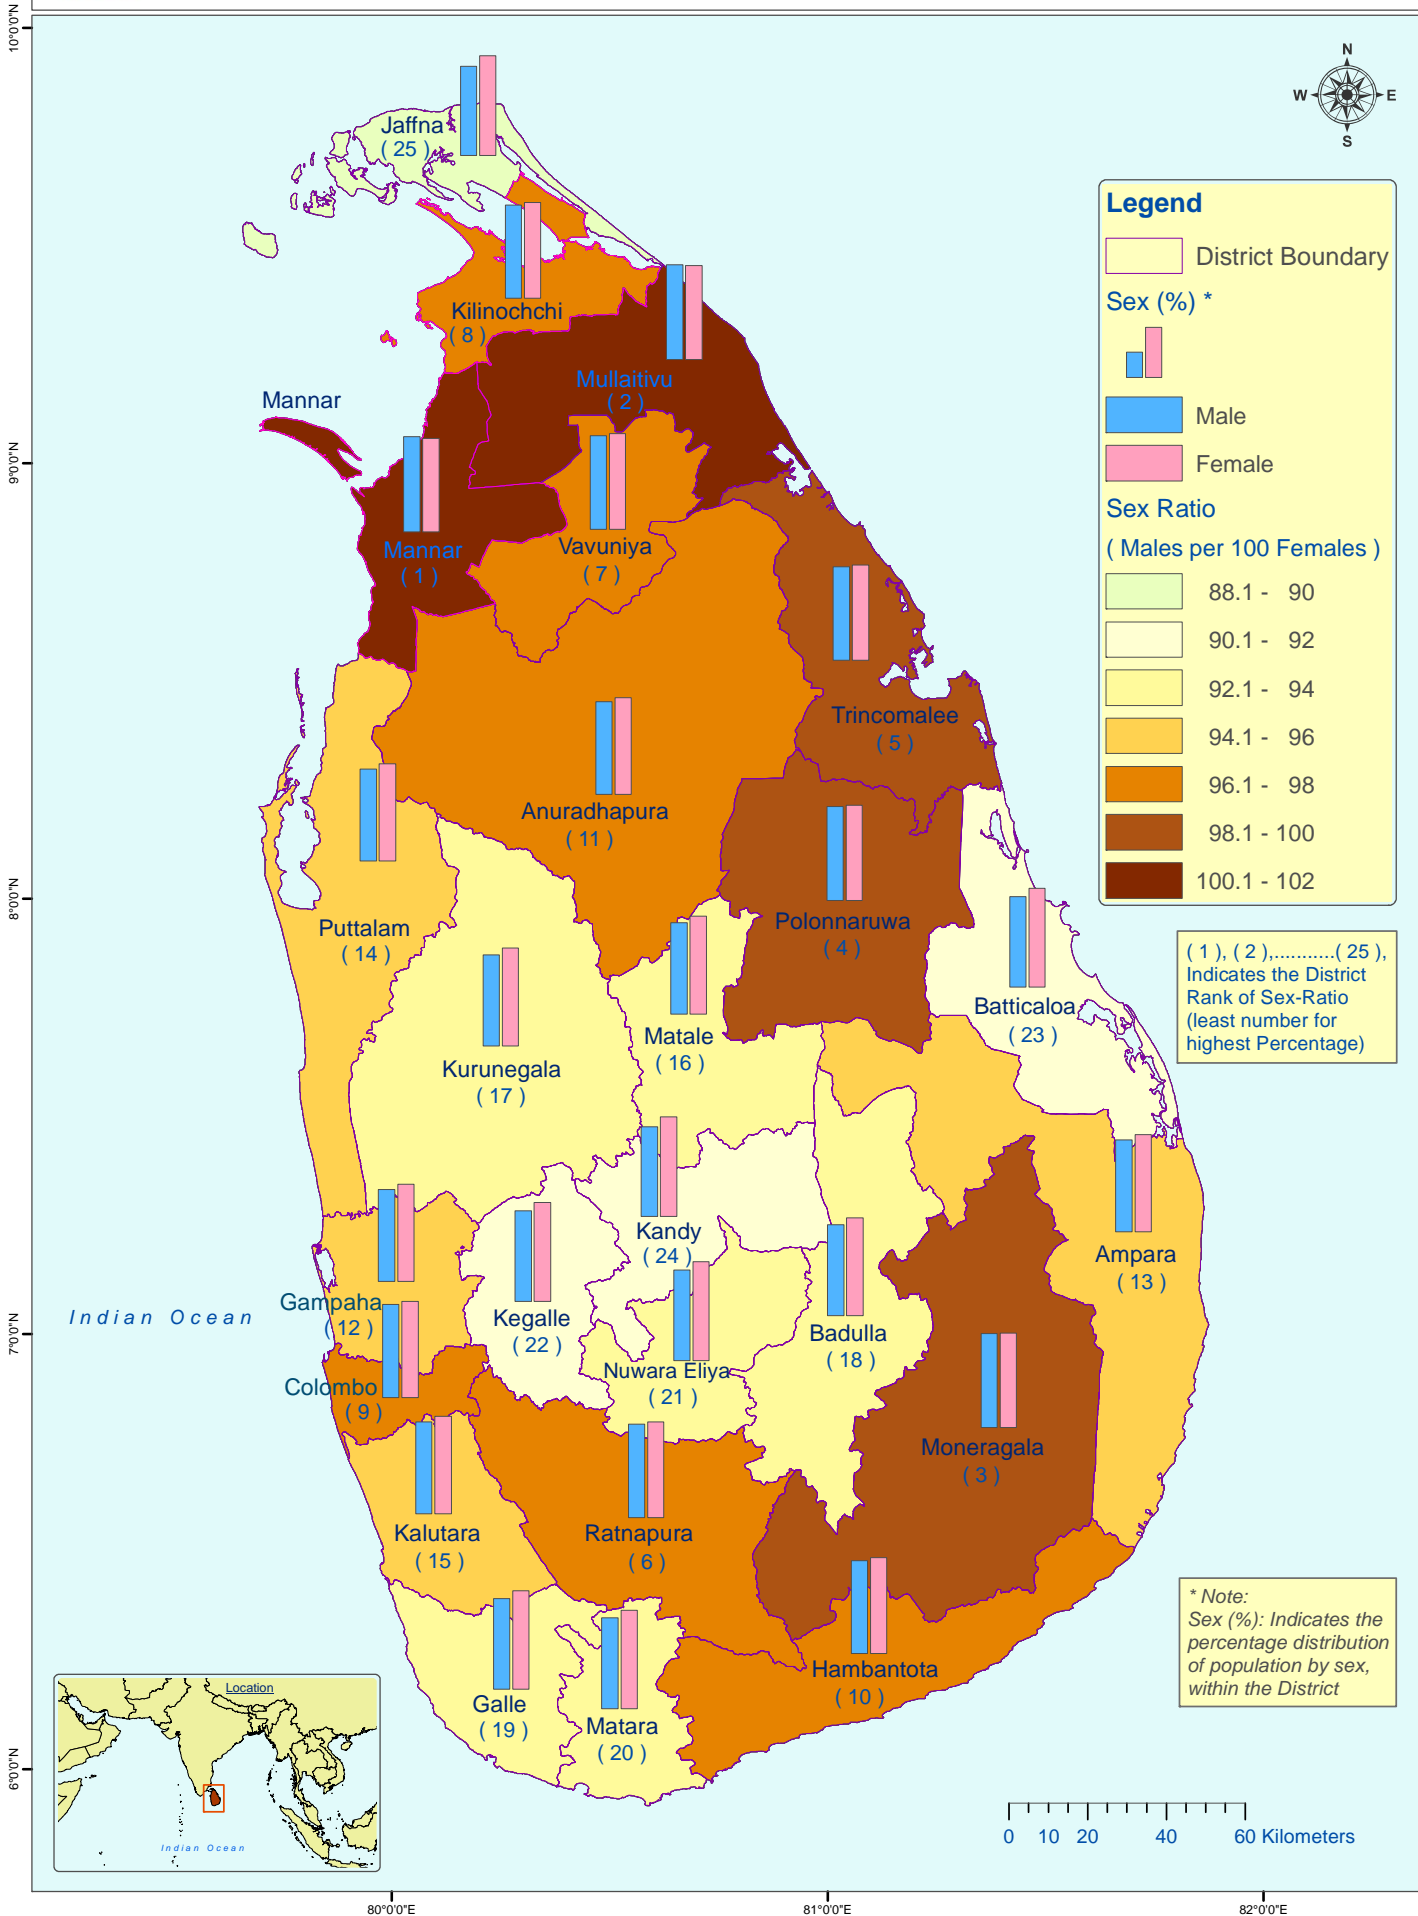 10°0'0"N
N
W
E
S
Jaffna
( 25 )
Legend
District Boundary
Sex (%) *
Male
Female
Sex Ratio
( Males per 100 Females )
88.1 - 90
90.1 - 92
92.1 - 94
94.1 - 96
96.1 - 98
98.1 - 100
100.1 - 102
Kilinochchi
( 8 )
Mullaitivu
( 2 )
Mannar
9°0'0"N
Mannar
( 1 )
Vavuniya
( 7 )
Trincomalee
( 5 )
Anuradhapura
( 11 )
8°0'0"N
Puttalam
( 14 )
Polonnaruwa
( 4 )
( 1 ), ( 2 ),...........( 25 ),
Indicates the District
Rank of Sex-Ratio
(least number for
highest Percentage)
Batticaloa
( 23 )
Matale
( 16 )
Kurunegala
( 17 )
Kandy
( 24 )
Ampara
( 13 )
Indian Ocean
Gampaha
( 12 )
Kegalle
( 22 )
7°0'0"N
Badulla
( 18 )
Nuwara Eliya
( 21 )
Colombo
( 9 )
Moneragala
( 3 )
Kalutara
( 15 )
Ratnapura
( 6 )
* Note:
Sex (%): Indicates the
percentage distribution
of population by sex,
within the District
Hambantota
( 10 )
Galle
( 19 )
Matara
( 20 )
6°0'0"N
Location
Indian Ocean
0 10 20 40 60 Kilometers
80°0'0"E
81°0'0"E
82°0'0"E